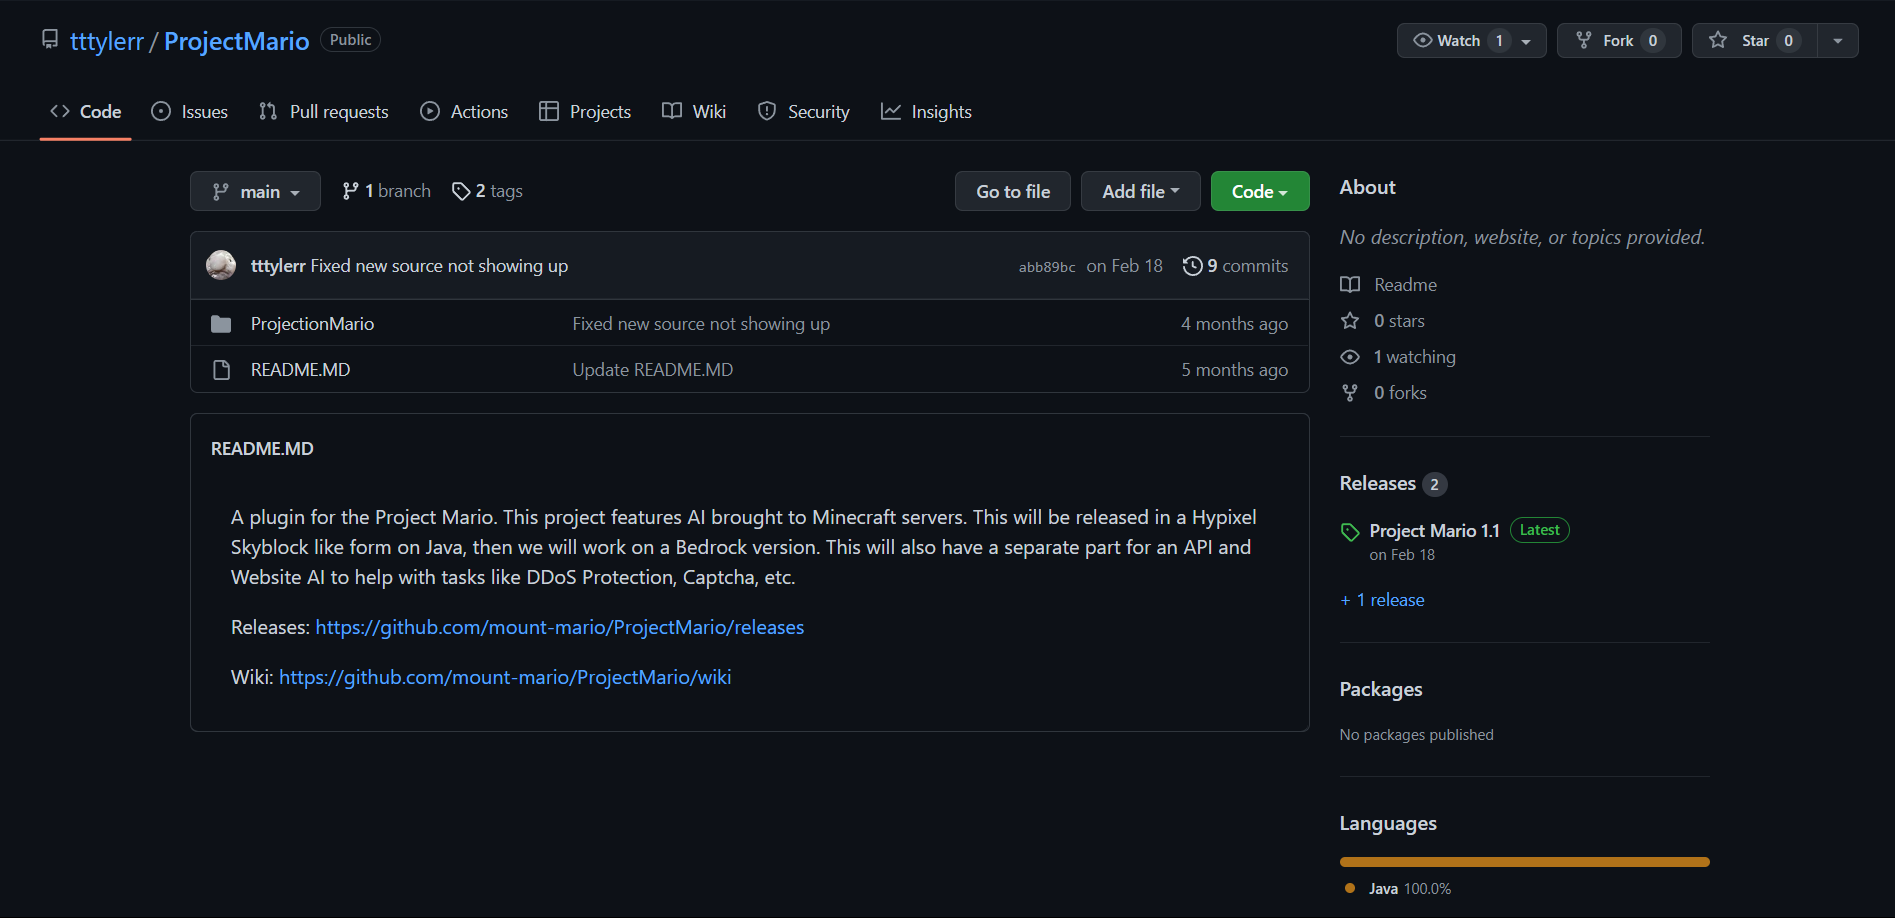 tttylerr / ProjectMario Public
Watch 1 Fork 0 Star 0
Code Issues Pull requests Actions Projects Wiki Security Insights
main 1 branch 2 tags Go to file Add file Code
tttylerr Fixed new source not showing up abb89bc on Feb 18 9 commits
ProjectionMario Fixed new source not showing up 4 months ago
README.MD Update README.MD 5 months ago
README.MD
A plugin for the Project Mario. This project features AI brought to Minecraft servers. This will be released in a Hypixel
Skyblock like form on Java, then we will work on a Bedrock version. This will also have a separate part for an API and
Website AI to help with tasks like DDoS Protection, Captcha, etc.
Releases: https://github.com/mount-mario/ProjectMario/releases
Wiki: https://github.com/mount-mario/ProjectMario/wiki
About
No description, website, or topics provided.
Readme
0 stars
1 watching
0 forks
Releases 2
Project Mario 1.1 Latest
on Feb 18
+ 1 release
Packages
No packages published
Languages
Java 100.0%